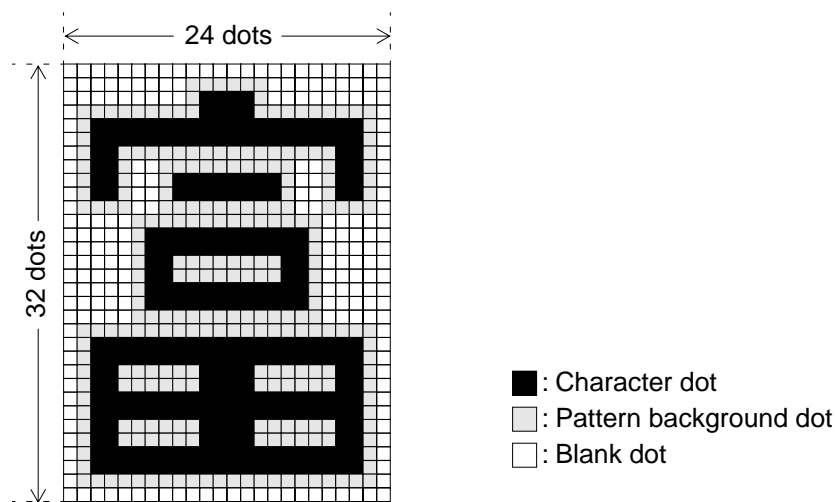 24 dots
32 dots
富
: Character dot
: Pattern background dot
: Blank dot